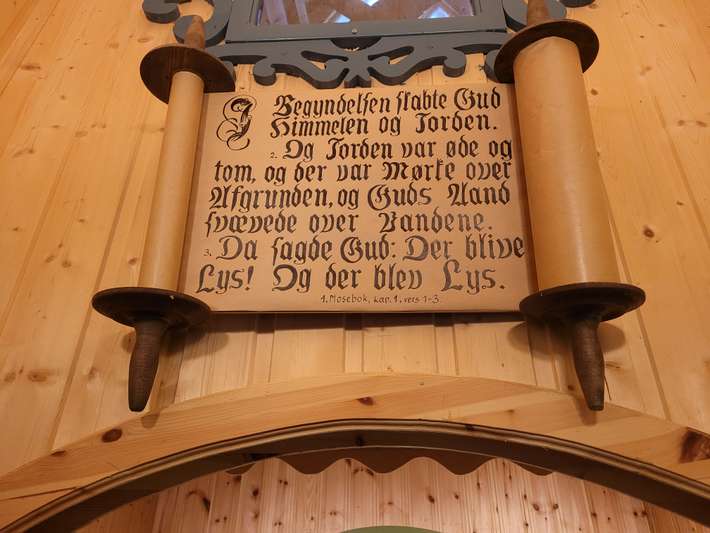 I Begyndelsen skabte Gud
Himmelen og Jorden.
2. Og Jorden var øde og
tom, og der var Mørke over
Afgrunden, og Guds Aand
svævede over Vandene.
3. Da sagde Gud: Der blive
Lys! Og der blev Lys.
1. Mosebok, kap. 1. vers 1-3.